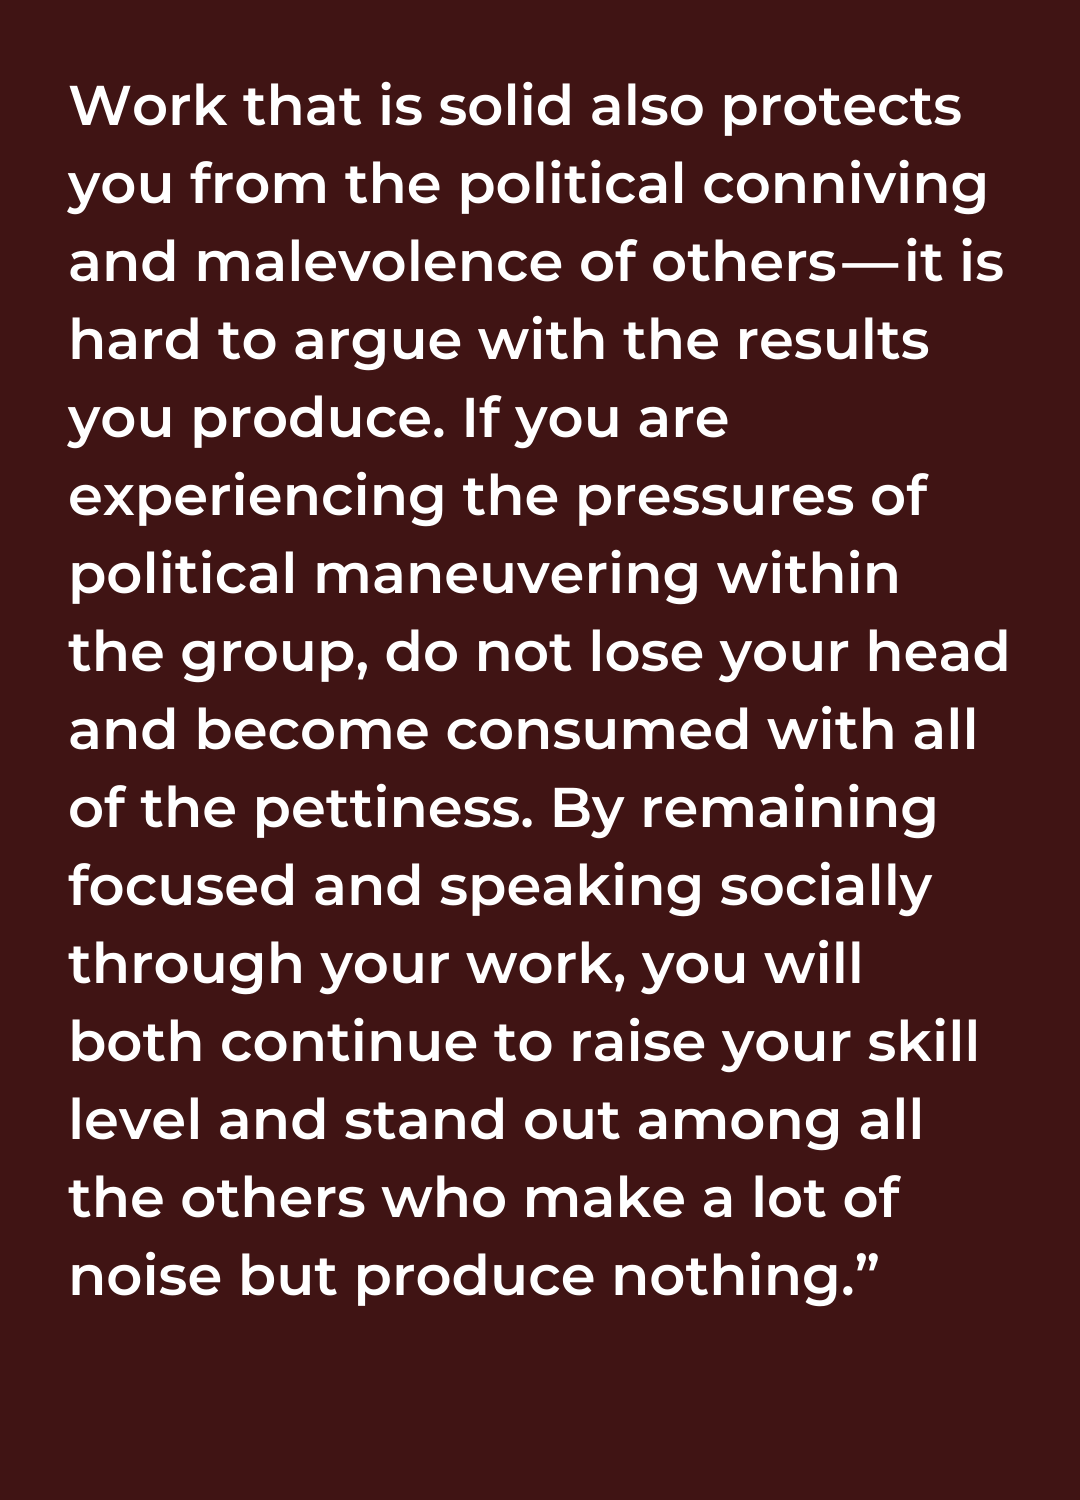 Work that is solid also protects
you from the political conniving
and malevolence of others—it is
hard to argue with the results
you produce. If you are
experiencing the pressures of
political maneuvering within
the group, do not lose your head
and become consumed with all
of the pettiness. By remaining
focused and speaking socially
through your work, you will
both continue to raise your skill
level and stand out among all
the others who make a lot of
noise but produce nothing.”